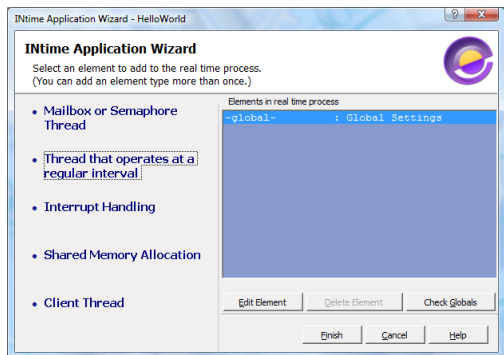 INtime Application Wizard - HelloWorld
INtime Application Wizard
Select an element to add to the real time process.
(You can add an element type more than once.)
Elements in real time process
• Mailbox or Semaphore
Thread
• Thread that operates at a
regular interval
• Interrupt Handling
• Shared Memory Allocation
• Client Thread
-global- : Global Settings
Edit Element
Delete Element
Check Globals
Finish
Cancel
Help